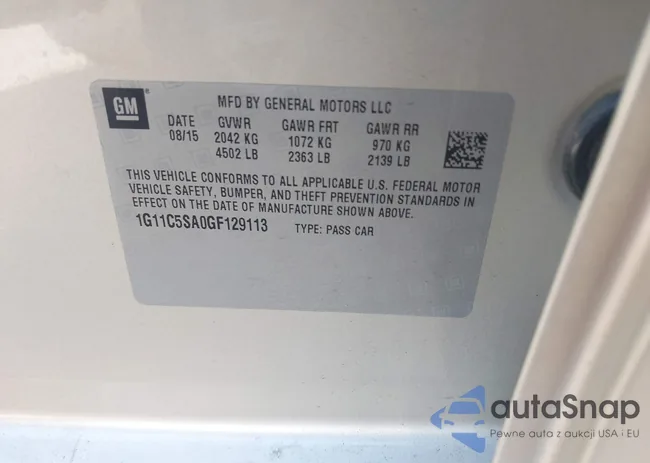 GM
MFD BY GENERAL MOTORS LLC
DATE GVWR GAWR FRT GAWR RR
08/15 2042 KG 1072 KG 970 KG
4502 LB 2363 LB 2139 LB
THIS VEHICLE CONFORMS TO ALL APPLICABLE U.S. FEDERAL MOTOR
VEHICLE SAFETY, BUMPER, AND THEFT PREVENTION STANDARDS IN
EFFECT ON THE DATE OF MANUFACTURE SHOWN ABOVE.
1G11C5SA0GF129113 TYPE: PASS CAR
autaSnap
Pewne auta z aukcji USA i EU